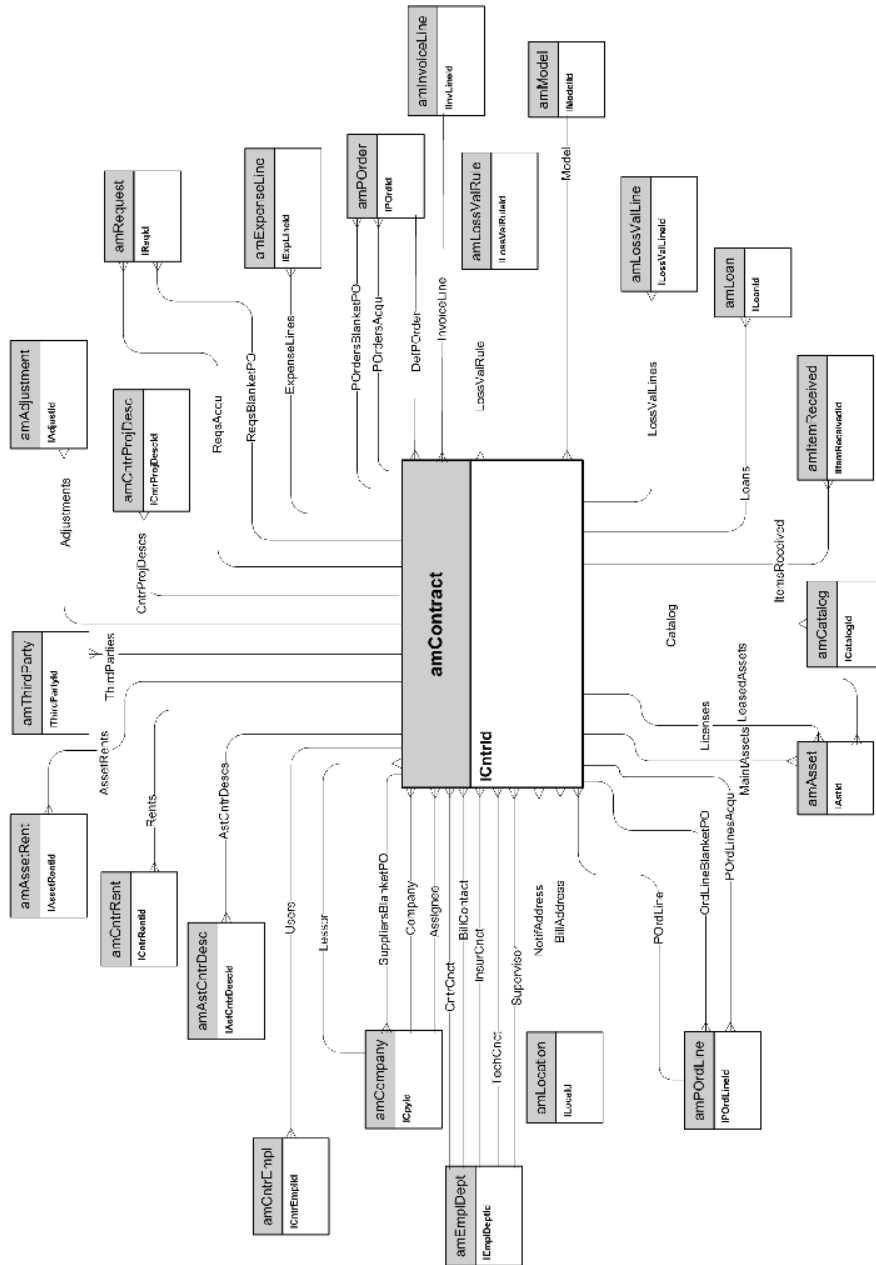 amInvoiceLine
lInvLineId
amModel
lModelId
Model
amPOrder
lPOrdId
amLossValRule
lLossValRuleId
amExpenseLine
lExpLineId
amRequest
lReqId
amLossValLine
lLossValLineId
amLoan
lLoanId
DefPOrder
InvoiceLine
POrdersBlanketPO
POrdersAcqu
ExpenseLines
ReqsBlanketPO
ReqsAccu
LossValRule
LossValLines
Loans
amAdjustment
lAdjustId
amCntrProjDesc
lCntrProjDescId
Adjustments
CntrProjDescs
amItemReceived
lItemReceivedId
ItemsReceived
amContract
lCntrId
amThirdParty
lThirdPartyId
ThirdParties
Catalog
amCatalog
lCatalogId
amAssetRent
lAssetRentId
AssetRents
Rents
AstCntrDescs
LeasedAssets
Licenses
MaintAssets
amAsset
lAstId
amCntrRent
lCntrRentId
amAstCntrDesc
lAstCntrDescId
Users
Lessor
SuppliersBlanketPO
Company
Assignee
CntrCnct
BillContact
InsurCnct
TechCnct
Supervisor
NotifAddress
BillAddress
POrdLine
OrdLineBlanketPO
POrdLinesAcqu
amCompany
lCpyId
amLocation
lLocaId
amPOrdLine
lPOrdLineId
amCntrEmpl
lCntrEmplId
amEmplDept
lEmplDeptId